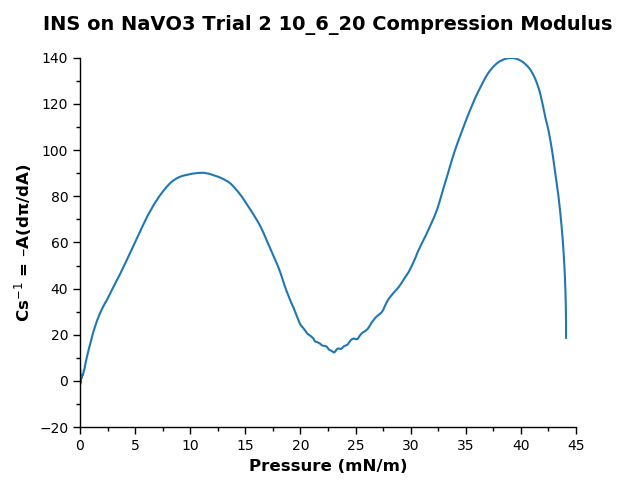 INS on NaVO3 Trial 2 10_6_20 Compression Modulus
140
120
100
80
60
40
20
0
−20
Cs⁻¹ = –A(dπ/dA)
0 5 10 15 20 25 30 35 40 45
Pressure (mN/m)